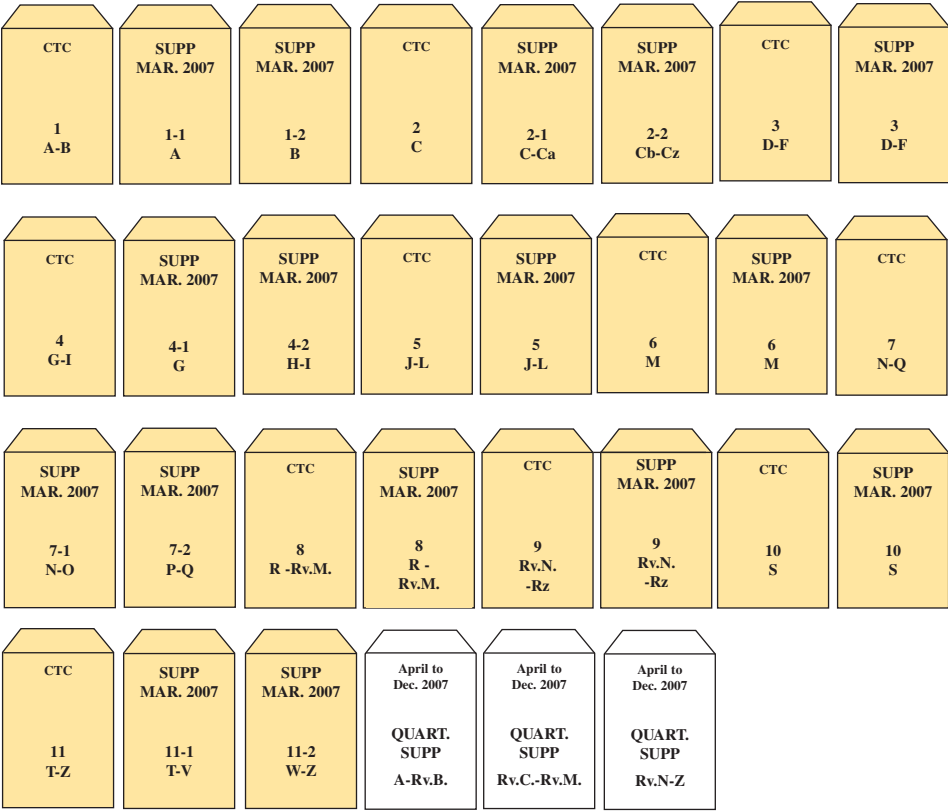 CTC
1
A-B
SUPP
MAR. 2007
1-1
A
SUPP
MAR. 2007
1-2
B
CTC
2
C
SUPP
MAR. 2007
2-1
C-Ca
SUPP
MAR. 2007
2-2
Cb-Cz
CTC
3
D-F
SUPP
MAR. 2007
3
D-F
CTC
4
G-I
SUPP
MAR. 2007
4-1
G
SUPP
MAR. 2007
4-2
H-I
CTC
5
J-L
SUPP
MAR. 2007
5
J-L
CTC
6
M
SUPP
MAR. 2007
6
M
CTC
7
N-Q
SUPP
MAR. 2007
7-1
N-O
SUPP
MAR. 2007
7-2
P-Q
CTC
8
R -Rv.M.
SUPP
MAR. 2007
8
R -
Rv.M.
CTC
9
Rv.N.
-Rz
SUPP
MAR. 2007
9
Rv.N.
-Rz
CTC
10
S
SUPP
MAR. 2007
10
S
CTC
11
T-Z
SUPP
MAR. 2007
11-1
T-V
SUPP
MAR. 2007
11-2
W-Z
April to
Dec. 2007
QUART.
SUPP
A-Rv.B.
April to
Dec. 2007
QUART.
SUPP
Rv.C.-Rv.M.
April to
Dec. 2007
QUART.
SUPP
Rv.N-Z